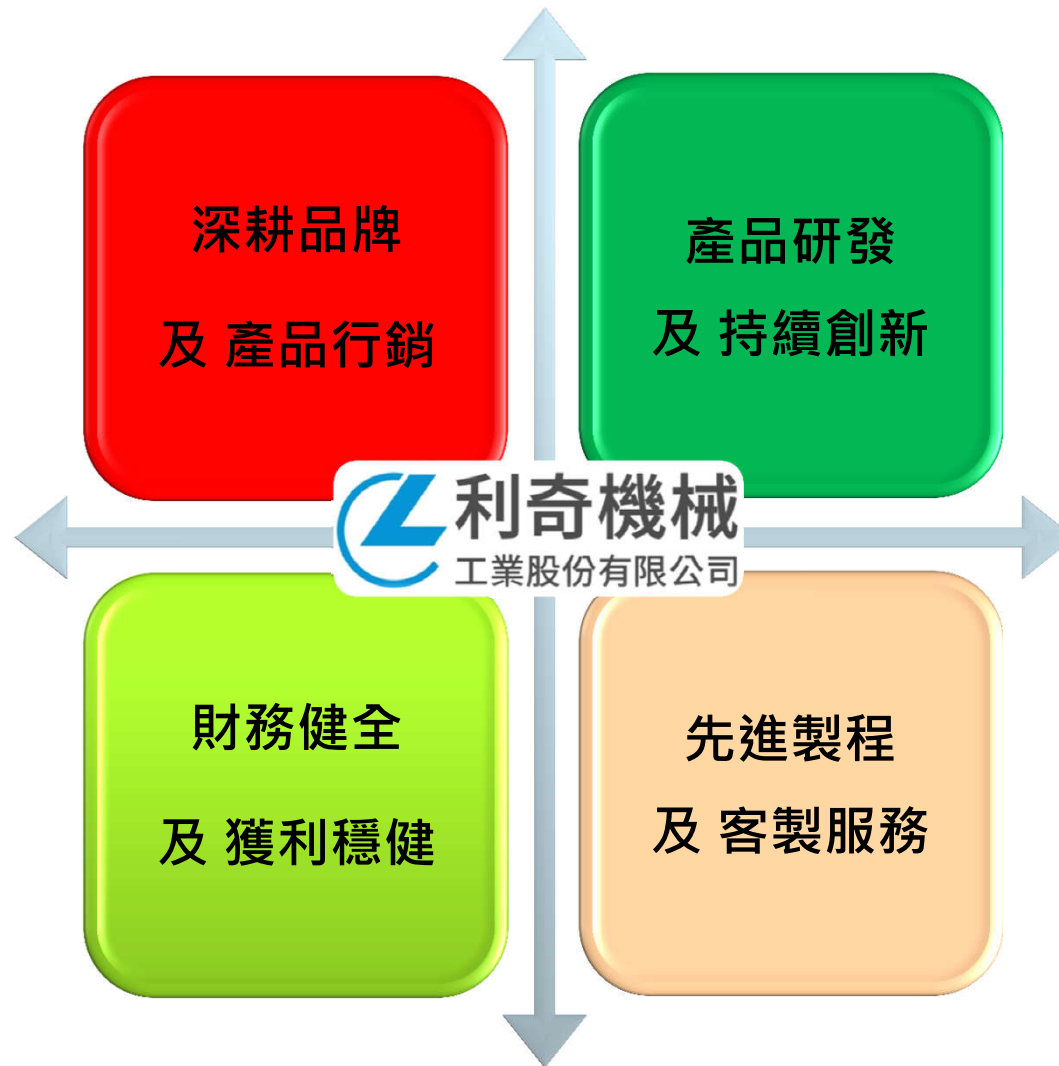 深耕品牌
及 產品行銷
產品研發
及 持續創新
利奇機械
工業股份有限公司
財務健全
及 獲利穩健
先進製程
及 客製服務